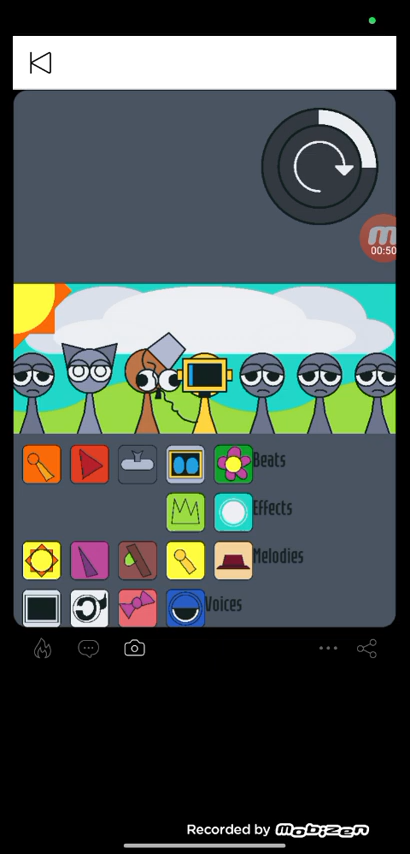 00:50
Beats
Effects
Melodies
Voices
Recorded by mobizen